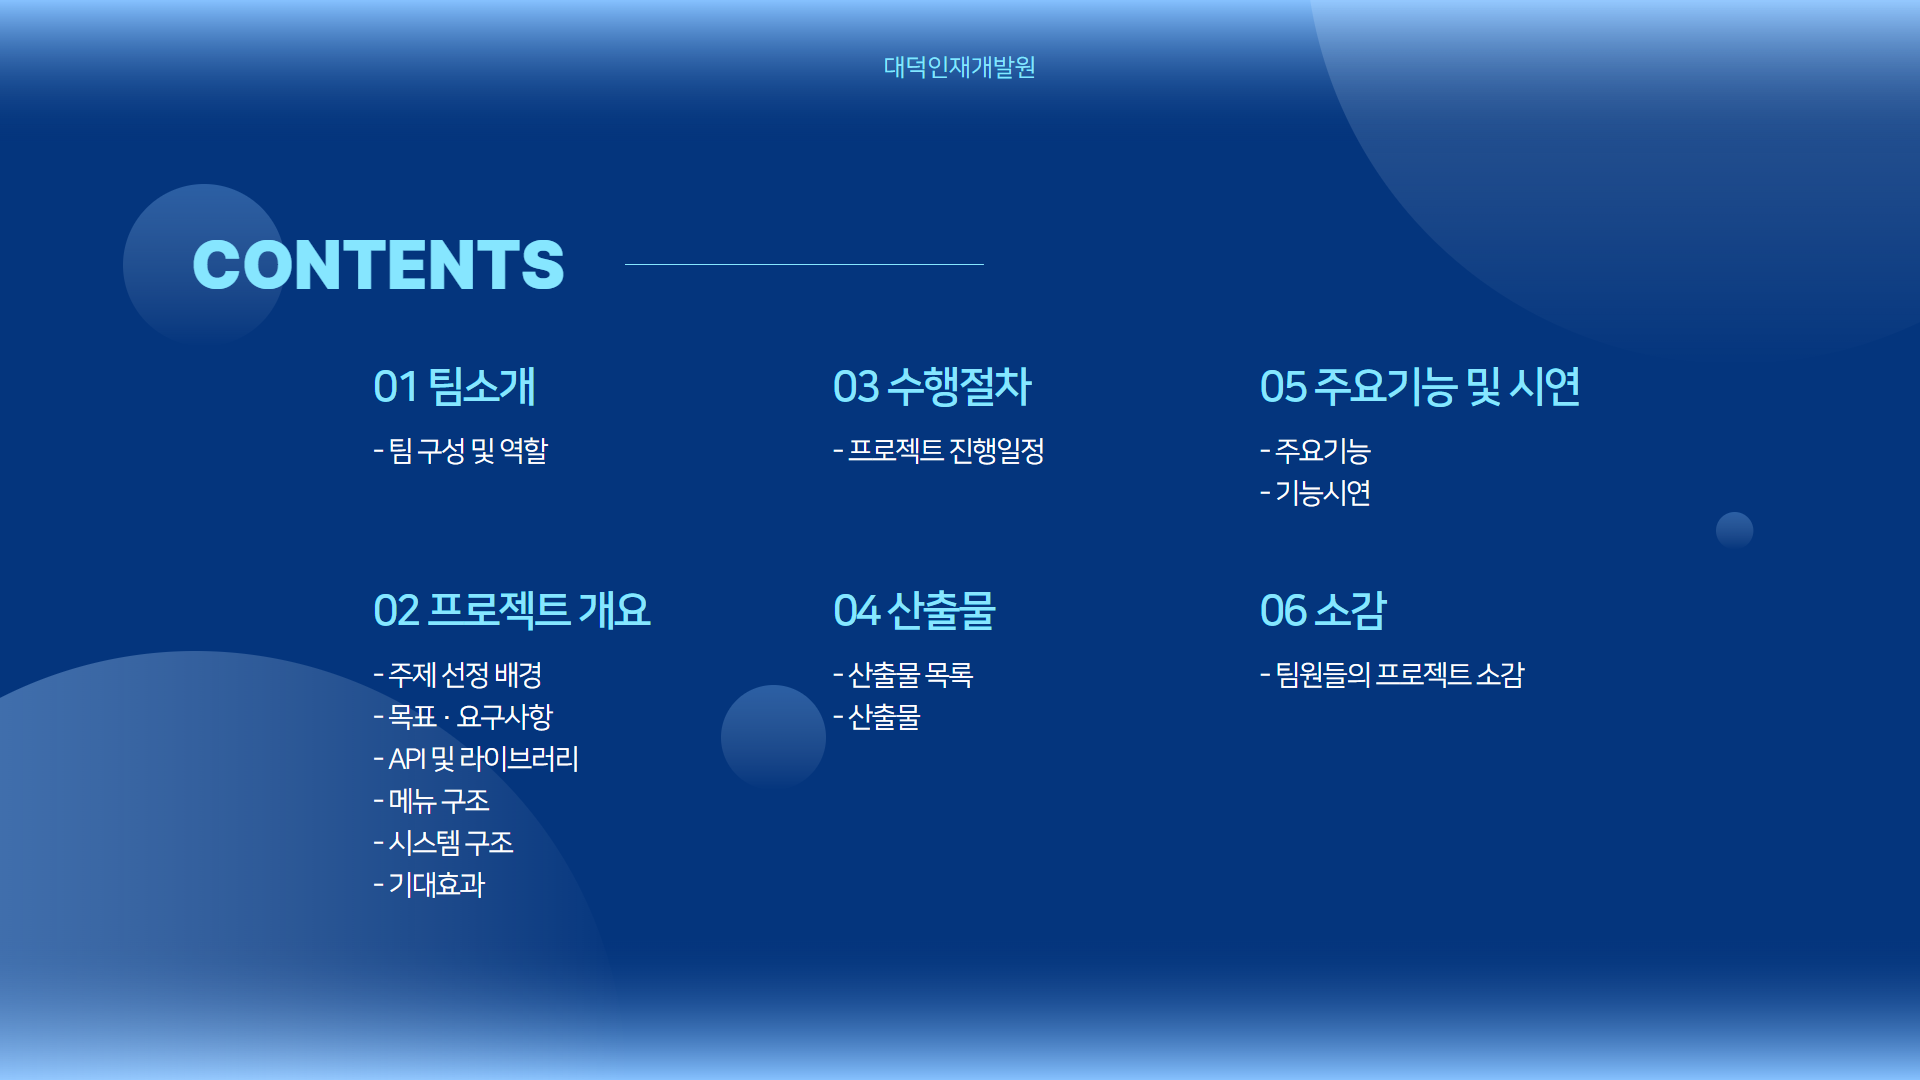 대덕인재개발원
CONTENTS
01 팀소개
- 팀 구성 및 역할
02 프로젝트 개요
- 주제 선정 배경
- 목표 · 요구사항
- API 및 라이브러리
- 메뉴 구조
- 시스템 구조
- 기대효과
03 수행절차
- 프로젝트 진행일정
04 산출물
- 산출물 목록
- 산출물
05 주요기능 및 시연
- 주요기능
- 기능시연
06 소감
- 팀원들의 프로젝트 소감